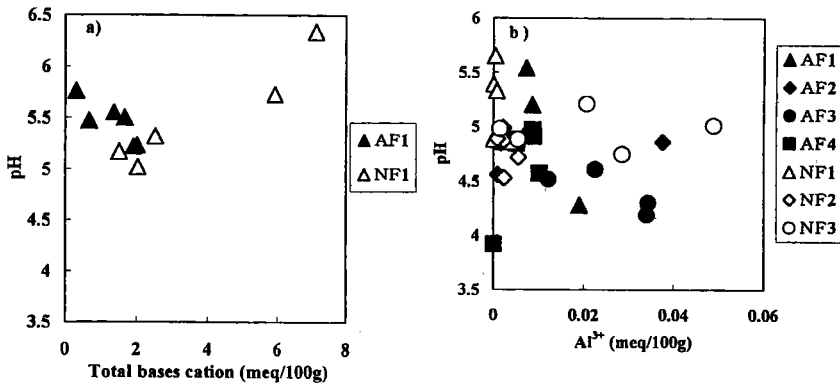 a)
pH
6.5
6
5.5
5
4.5
4
3.5
0 2 4 6 8
Total bases cation (meq/100g)
AF1
NF1
b )
pH
6
5.5
5
4.5
4
3.5
0 0.02 0.04 0.06
Al³⁺ (meq/100g)
AF1
AF2
AF3
AF4
NF1
NF2
NF3